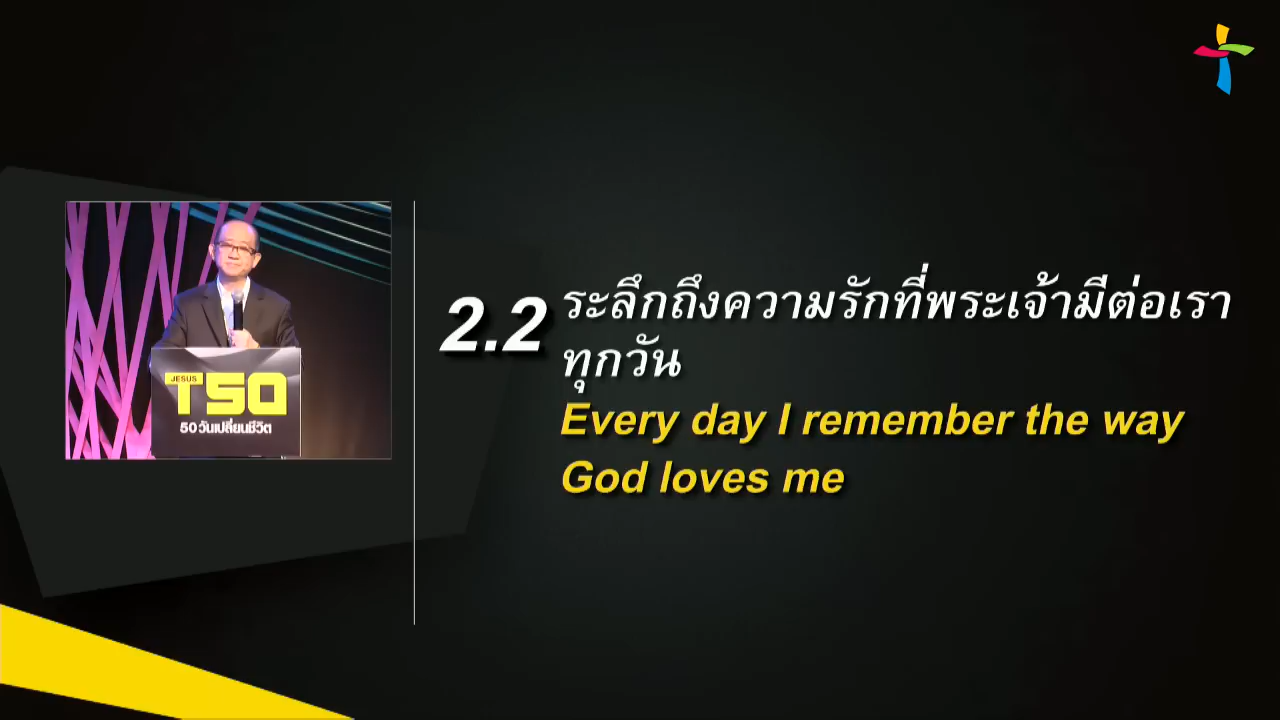 JESUS
T50
50 วันเปลี่ยนชีวิต
2.2 ระลึกถึงความรักที่พระเจ้ามีต่อเรา
ทุกวัน
Every day I remember the way
God loves me